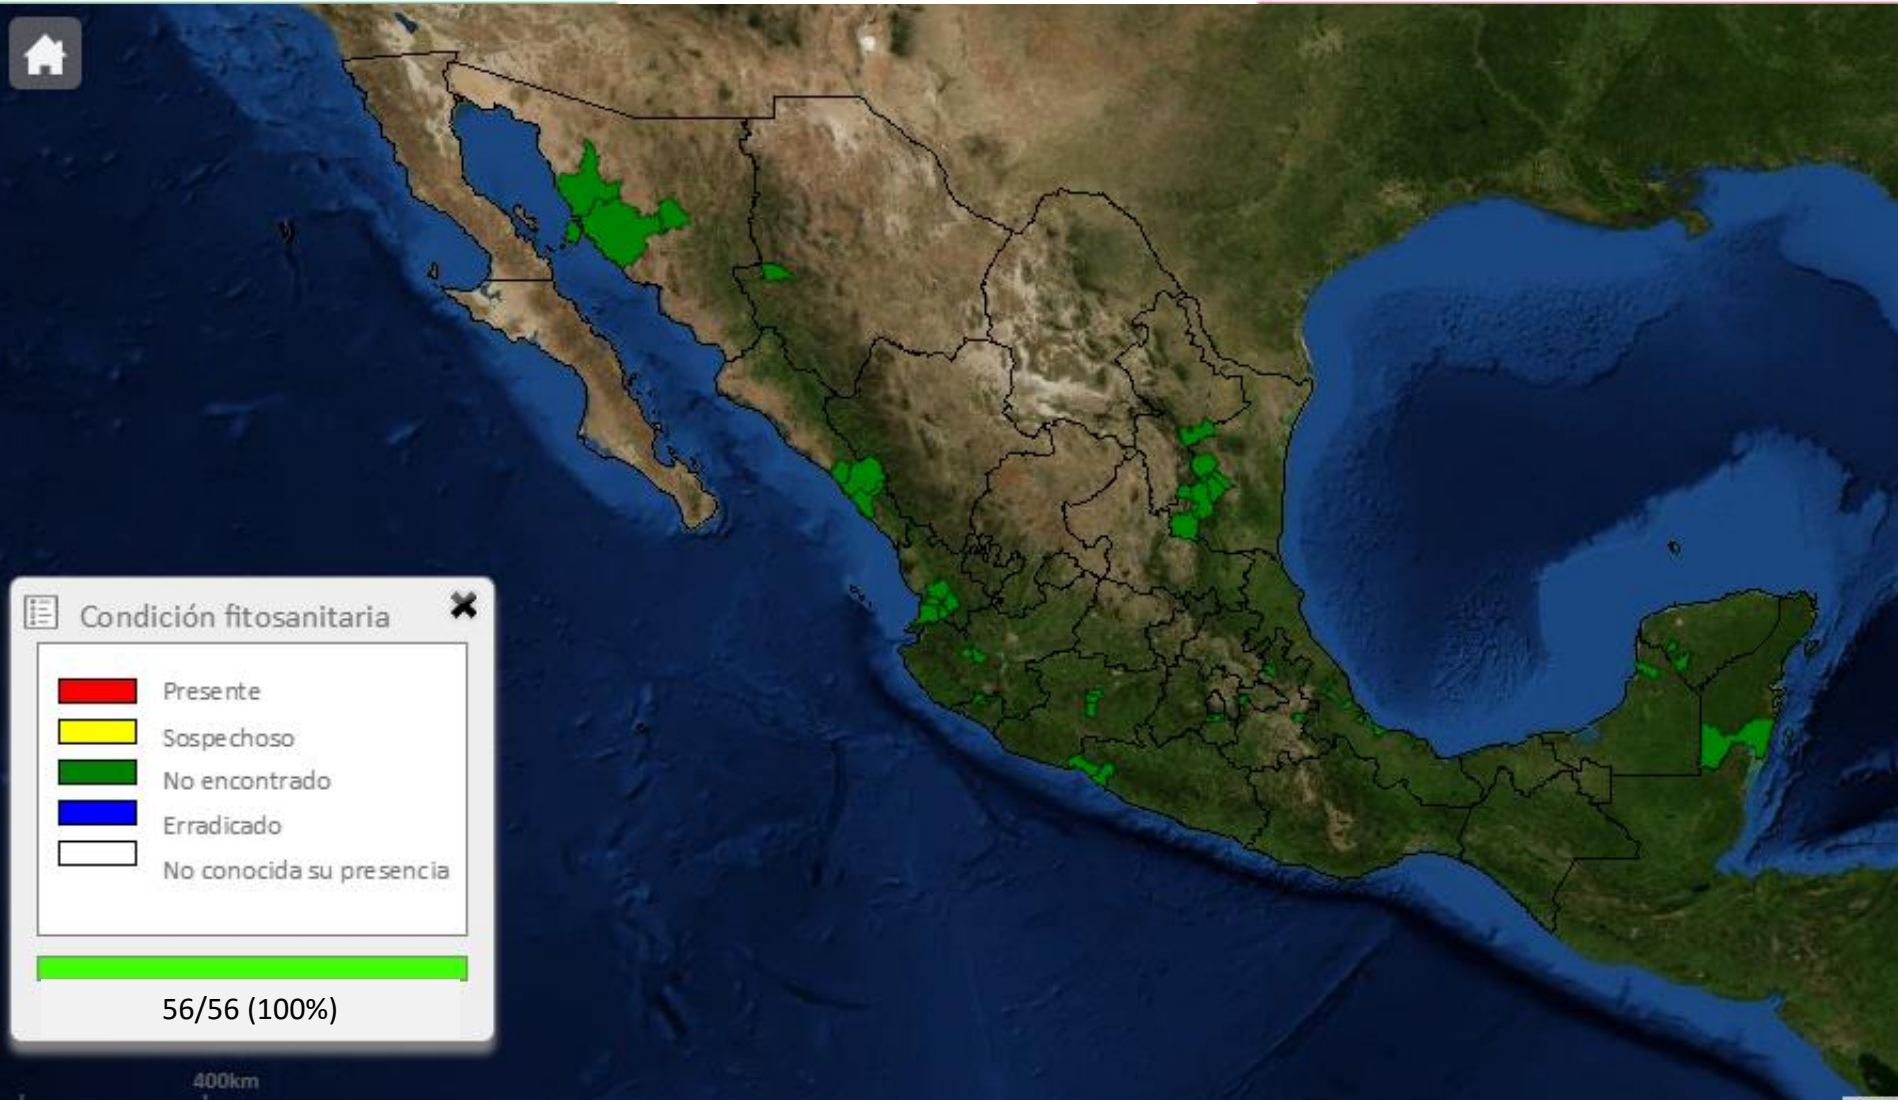 Condición fitosanitaria
Presente
Sospechoso
No encontrado
Erradicado
No conocida su presencia
56/56 (100%)
400km